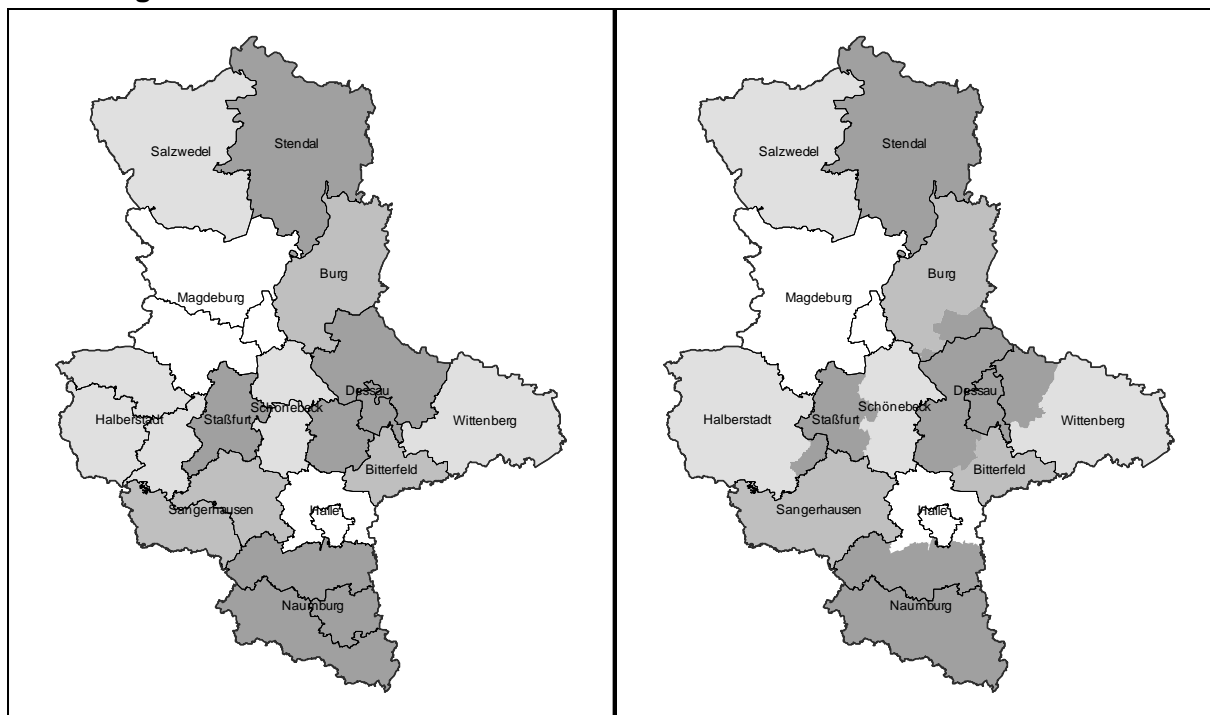 Stendal
Salzwedel
Burg
Magdeburg
Dessau
Schönebeck
Halberstadt
Staßfurt
Wittenberg
Bitterfeld
Sangerhausen
Halle
Naumburg
Stendal
Salzwedel
Burg
Magdeburg
Dessau
Schönebeck
Halberstadt
Staßfurt
Wittenberg
Bitterfeld
Sangerhausen
Halle
Naumburg